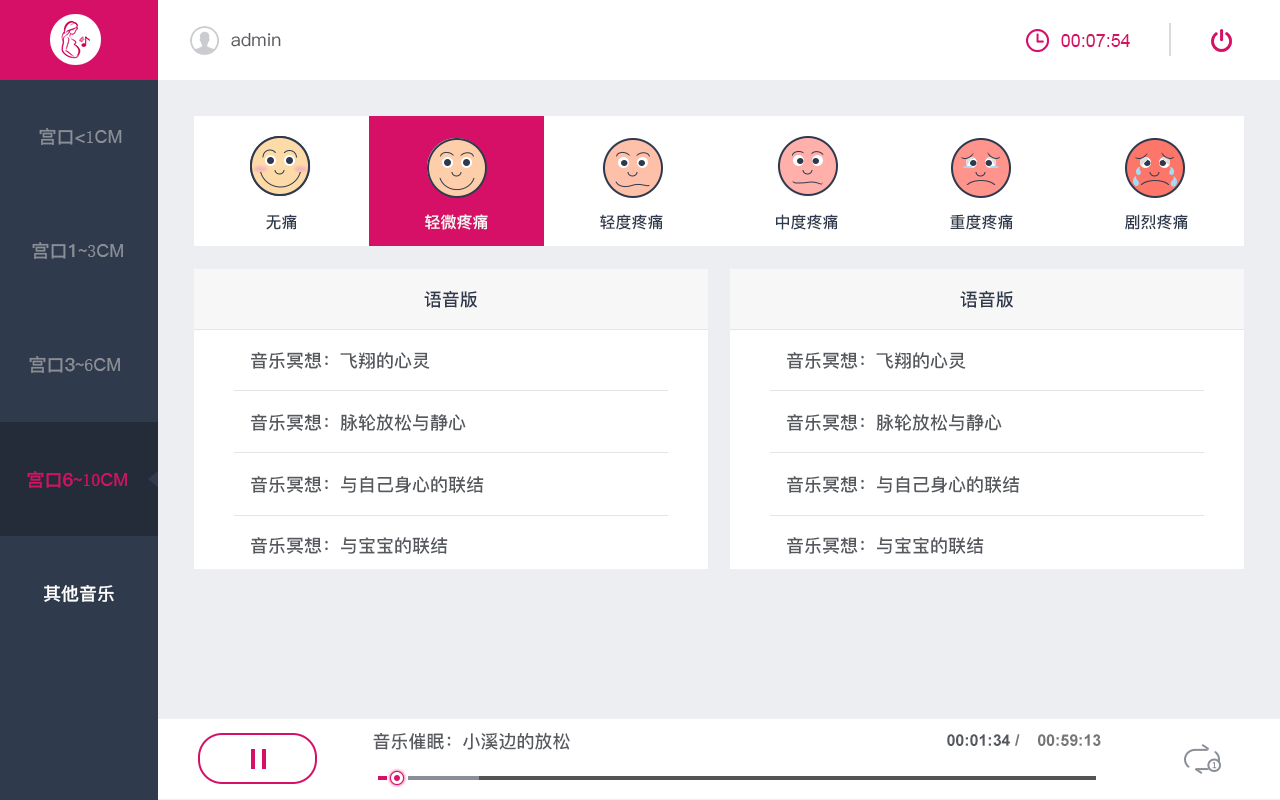 admin
00:07:54
宫口<1CM
宫口1~3CM
宫口3~6CM
宫口6~10CM
其他音乐
无痛
轻微疼痛
轻度疼痛
中度疼痛
重度疼痛
剧烈疼痛
语音版
音乐冥想：飞翔的心灵
音乐冥想：脉轮放松与静心
音乐冥想：与自己身心的联结
音乐冥想：与宝宝的联结
语音版
音乐冥想：飞翔的心灵
音乐冥想：脉轮放松与静心
音乐冥想：与自己身心的联结
音乐冥想：与宝宝的联结
音乐催眠：小溪边的放松
00:01:34 / 00:59:13
1